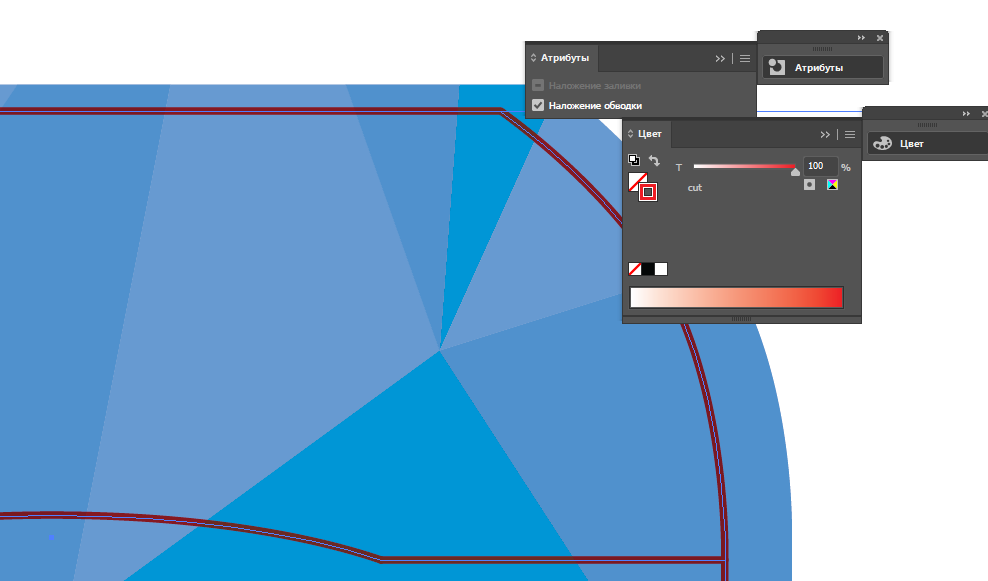 Атрибуты
Атрибуты
Наложение заливки
Наложение обводки
Цвет
Цвет
T
100
%
cut